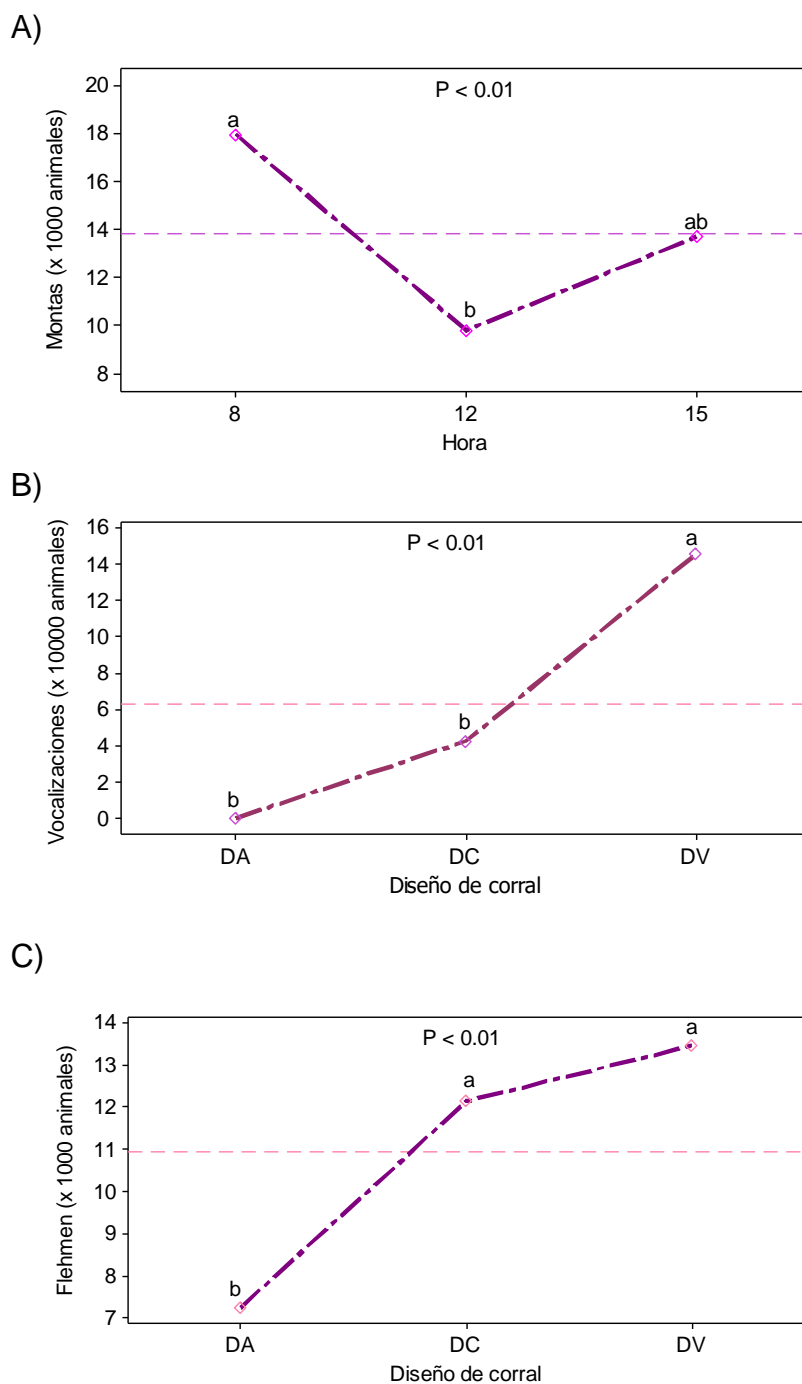 A)
Montas (x 1000 animales)
20
18
16
14
12
10
8
P < 0.01
a
b
ab
8 12 15
Hora
B)
Vocalizaciones (x 10000 animales)
16
14
12
10
8
6
4
2
0
P < 0.01
b
b
a
DA DC DV
Diseño de corral
C)
Flehmen (x 1000 animales)
14
13
12
11
10
9
8
7
P < 0.01
b
a
a
DA DC DV
Diseño de corral